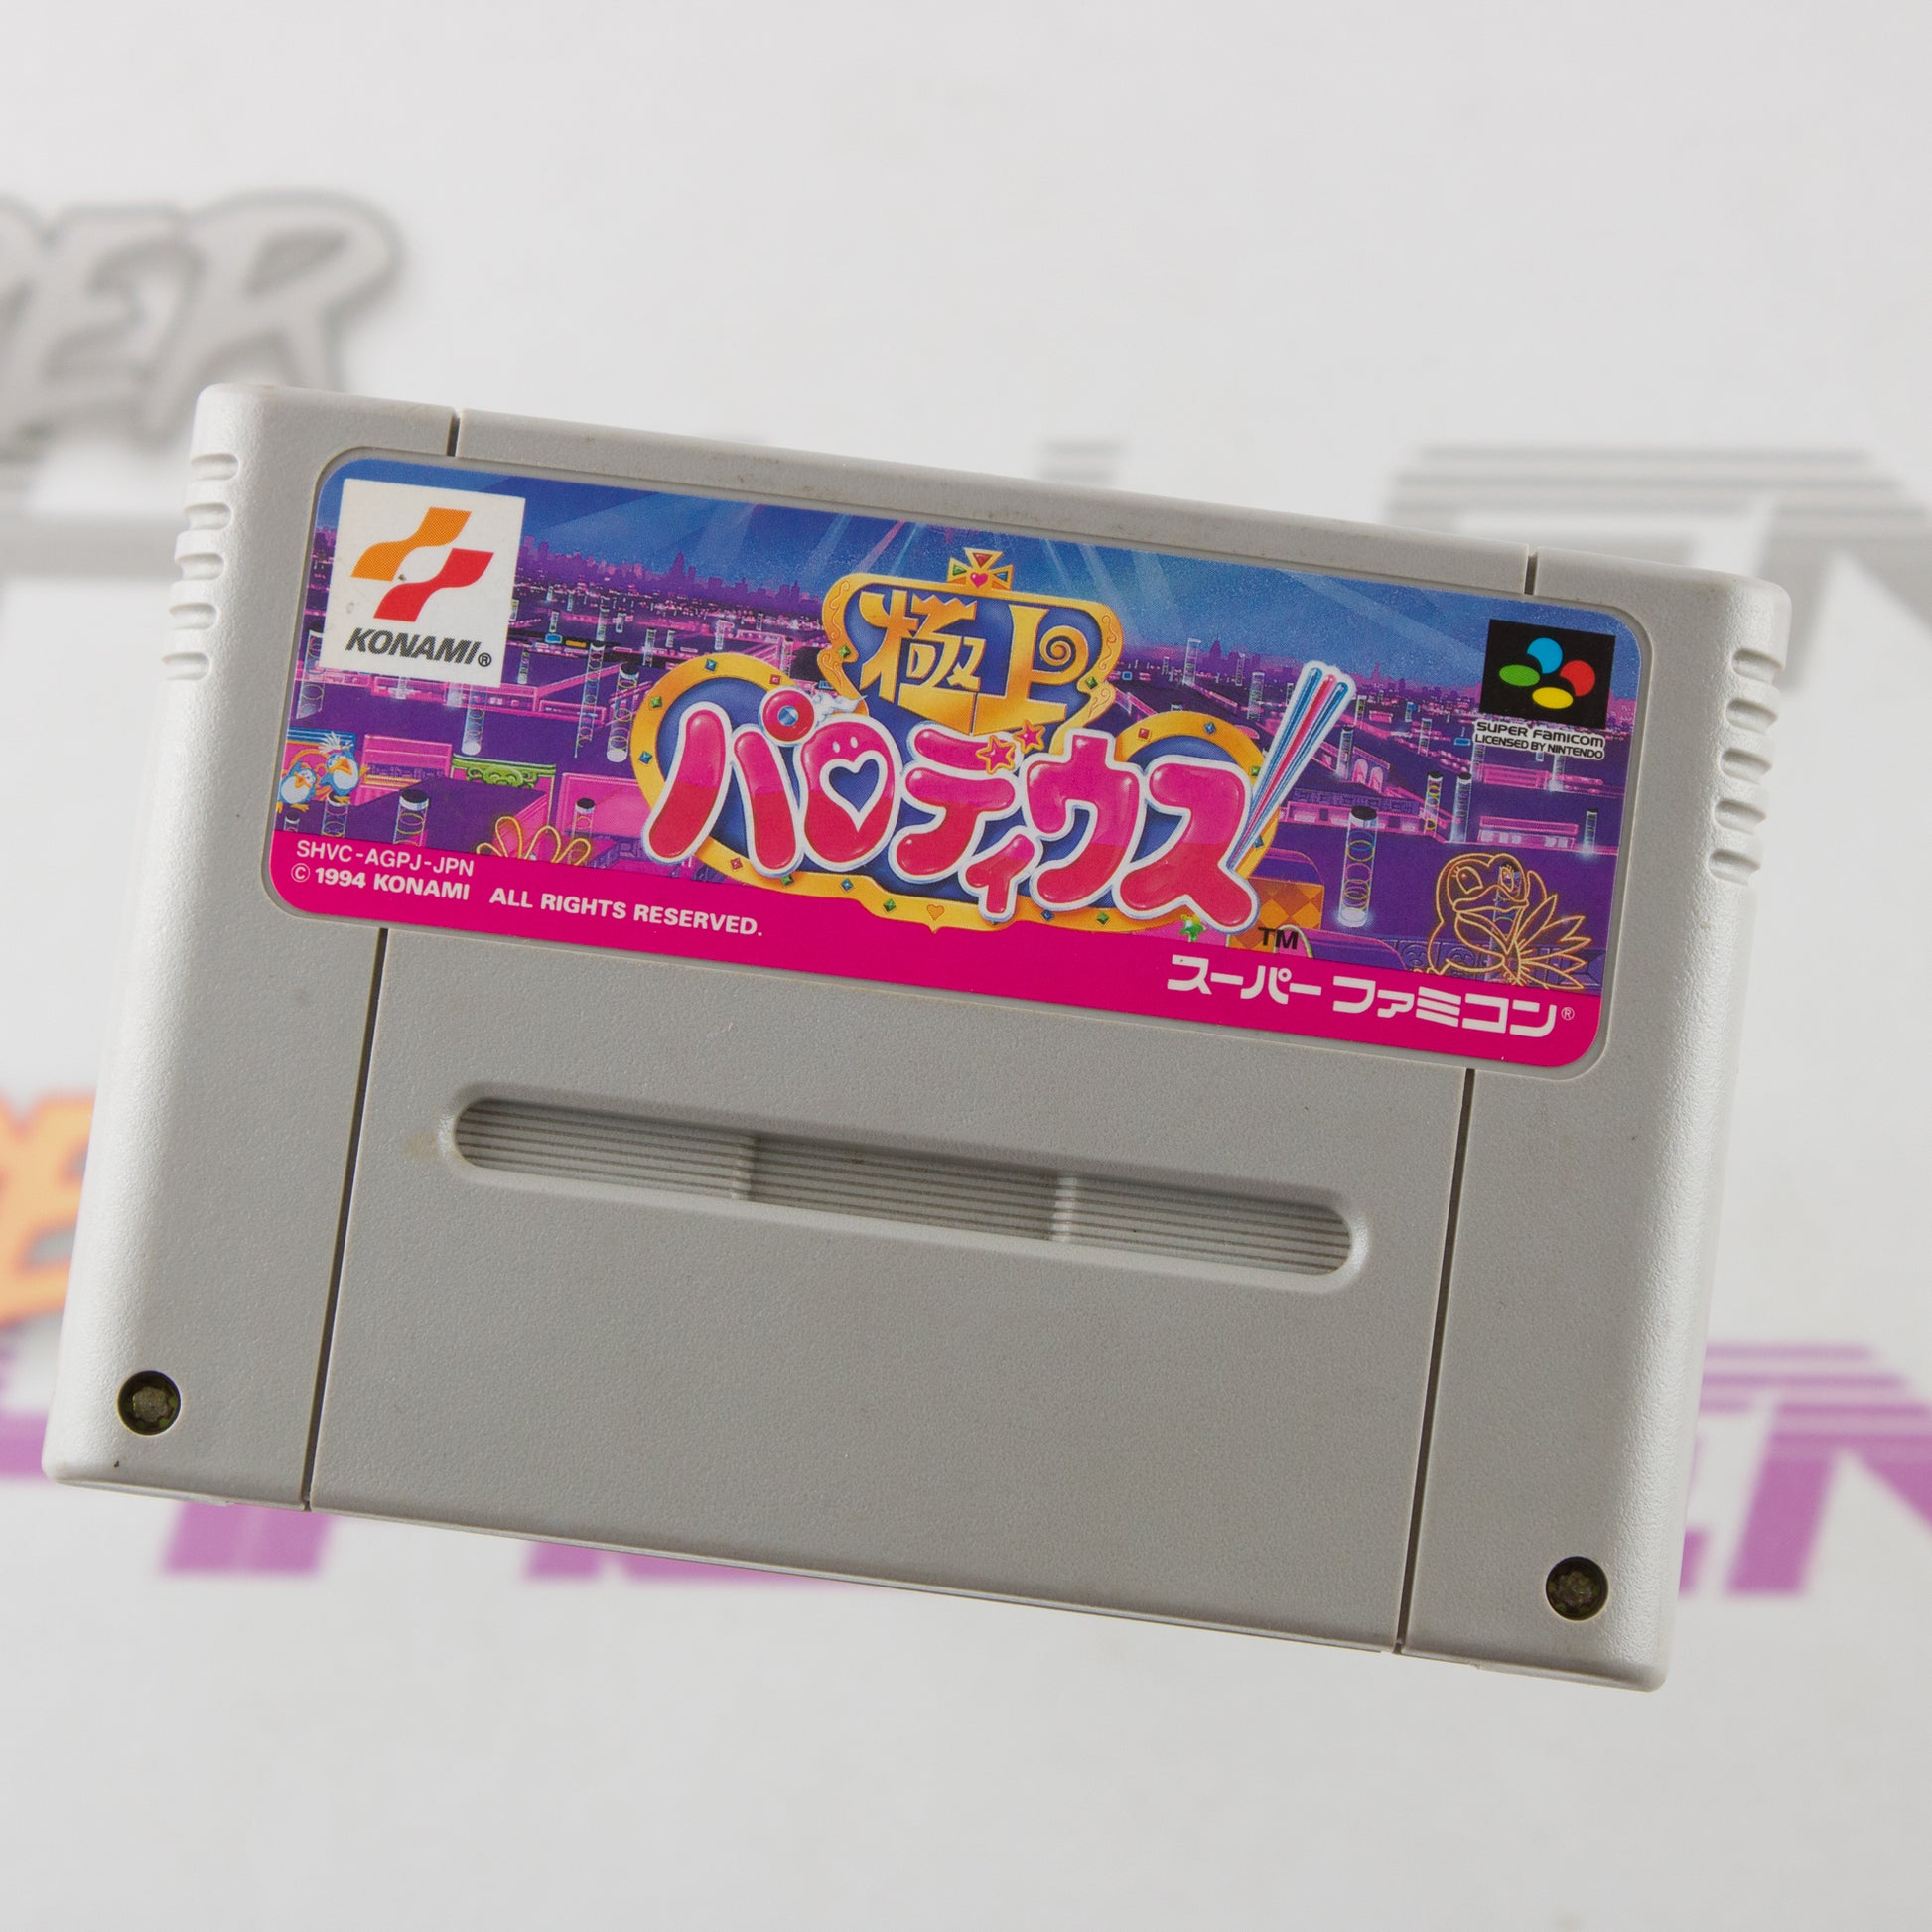 KONAMI®
極上
パロディウス
TM
SUPER FAMICOM
LICENSED BY NINTENDO
SHVC-AGPJ-JPN
© 1994 KONAMI ALL RIGHTS RESERVED.
スーパーファミコン®